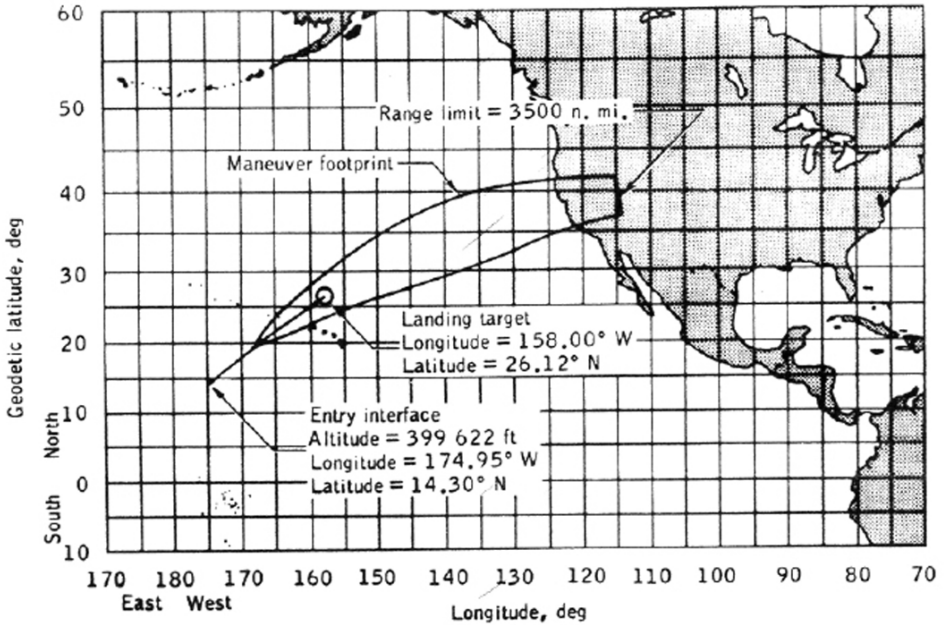 60
50
40
30
20
10
0
10
Geodetic latitude, deg
South North
Range limit = 3500 n. mi.
Maneuver footprint
Landing target
Longitude = 158.00° W
Latitude = 26.12° N
Entry interface
Altitude = 399 622 ft
Longitude = 174.95° W
Latitude = 14.30° N
170 180 170 160 150 140 130 120 110 100 90 80 70
East West
Longitude, deg